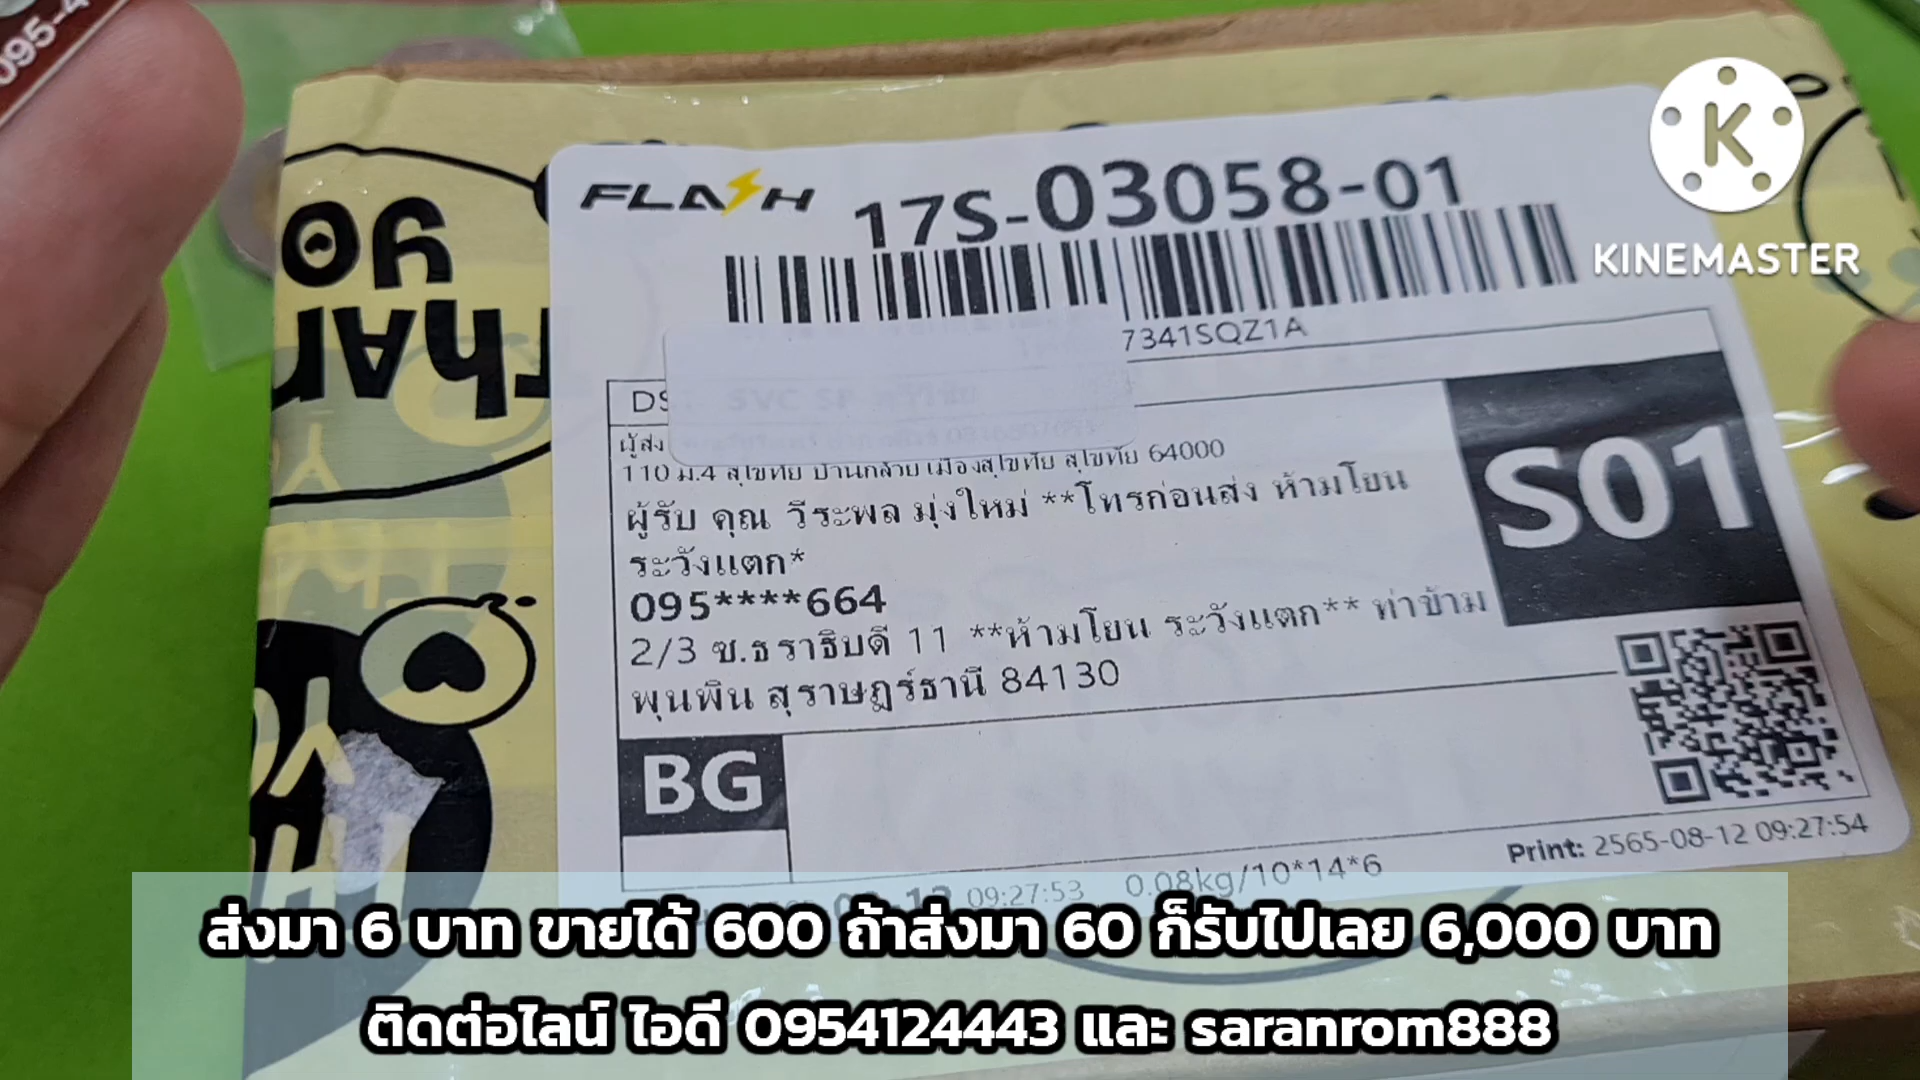 095-4
Thank
yo
FLASH
17S-03058-01
KINEMASTER
7341SQZ1A
ผู้ส่ง
110 ม.4 สุโขทัย บ้านกล้วย เมืองสุโขทัย สุโขทัย 64000
ผู้รับ คุณ วีระพล มุ่งใหม่ **โทรก่อนส่ง ห้ามโยน
ระวังแตก*
095****664
2/3 ซ.ธราธิบดี 11 **ห้ามโยน ระวังแตก** ท่าข้าม
พุนพิน สุราษฎร์ธานี 84130
S01
BG
Print: 2565-08-12 09:27:54
09:27:53 0.08kg/10*14*6
ส่งมา 6 บาท ขายได้ 600 ถ้าส่งมา 60 ก็รับไปเลย 6,000 บาท
ติดต่อไลน์ ไอดี 0954124443 และ saranrom888